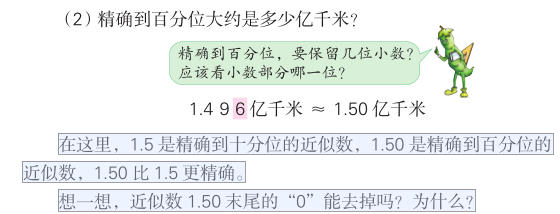 （2）精确到百分位大约是多少亿千米？
精确到百分位，要保留几位小数？
应该看小数部分哪一位？
1.4 9 6亿千米 ≈ 1.50 亿千米
在这里，1.5 是精确到十分位的近似数，1.50 是精确到百分位的
近似数，1.50 比 1.5 更精确。
想一想，近似数 1.50 末尾的“0”能去掉吗？为什么？